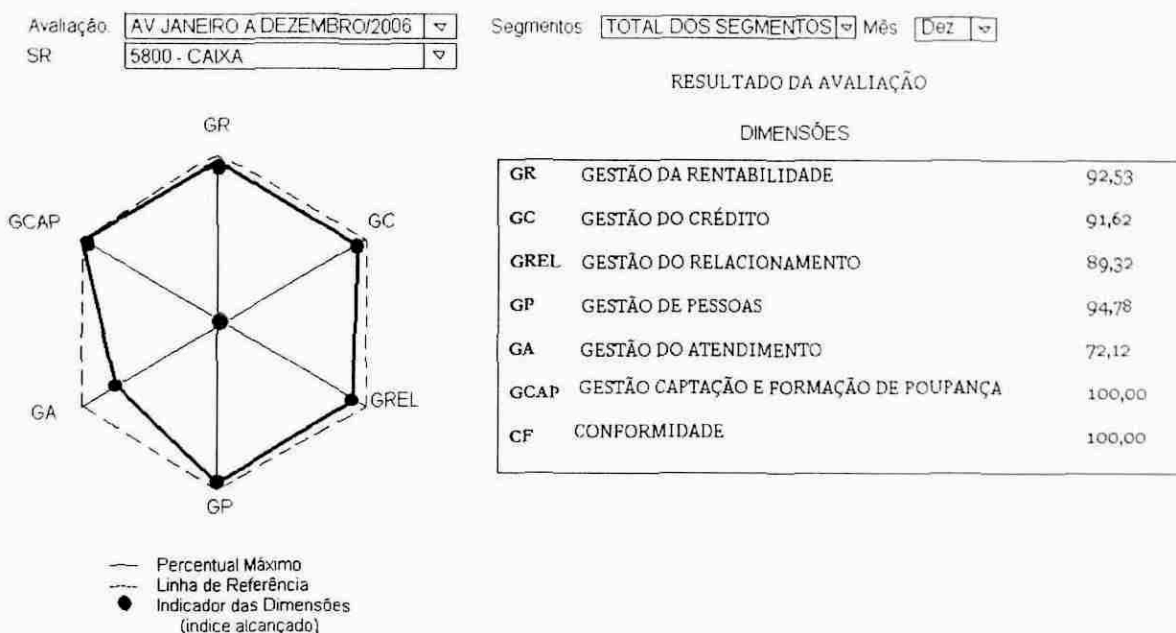 Avaliação AV JANEIRO A DEZEMBRO/2006 Segmentos TOTAL DOS SEGMENTOS Mês Dez
SR 5800 - CAIXA
RESULTADO DA AVALIAÇÃO
DIMENSÕES
GR
GCAP
GC
GA
GREL
GP
GR GESTÃO DA RENTABILIDADE 92,53
GC GESTÃO DO CRÉDITO 91,62
GREL GESTÃO DO RELACIONAMENTO 89,32
GP GESTÃO DE PESSOAS 94,78
GA GESTÃO DO ATENDIMENTO 72,12
GCAP GESTÃO CAPTAÇÃO E FORMAÇÃO DE POUPANÇA 100,00
CF CONFORMIDADE 100,00
Percentual Máximo
Linha de Referência
Indicador das Dimensões
(índice alcançado)